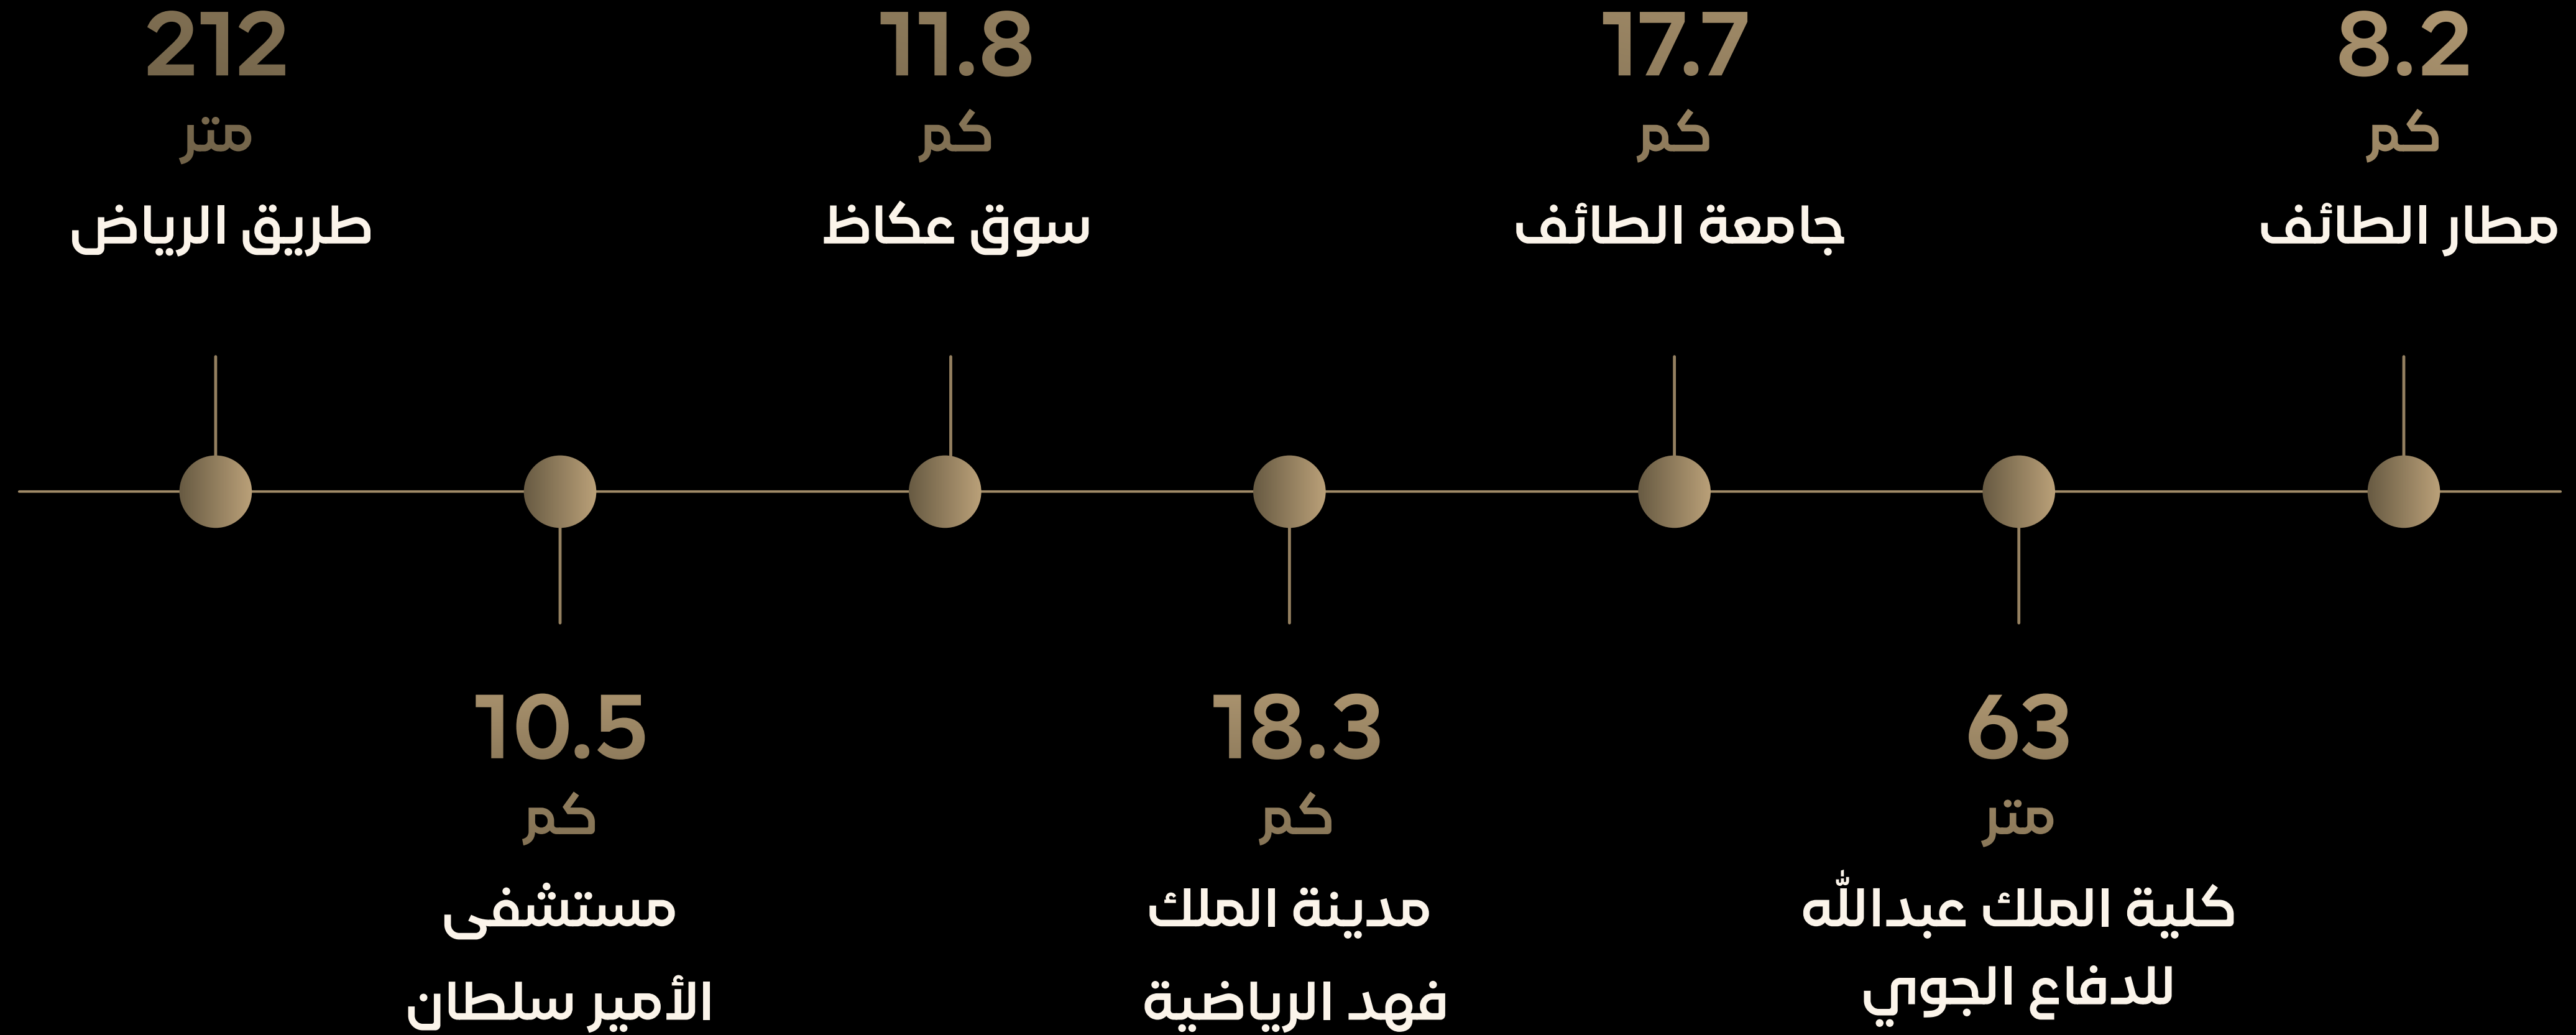 8.2
كم
مطار الطائف
63
متر
كلية الملك عبدالله
للدفاع الجوي
17.7
كم
جامعة الطائف
18.3
كم
مدينة الملك
فهد الرياضية
11.8
كم
سوق عكاظ
10.5
كم
مستشفى
الأمير سلطان
212
متر
طريق الرياض